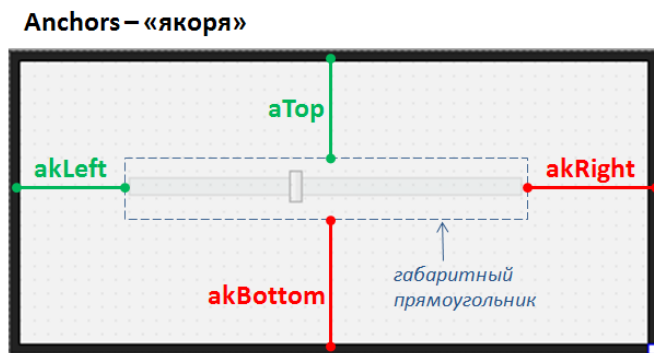 Anchors – «якоря»
aTop
akLeft
akRight
akBottom
габаритный
прямоугольник